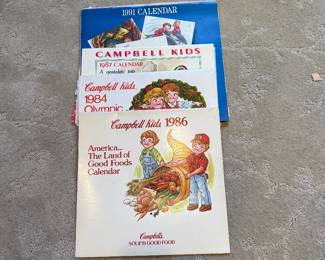 1991 CALENDAR
CAMPBELL KIDS
1987 CALENDAR
A nostalgic
Campbell Kids
1984
Olympic
Campbell Kids 1986
America...
The Land of
Good Foods
Calendar
Campbell's
SOUP IS GOOD FOOD